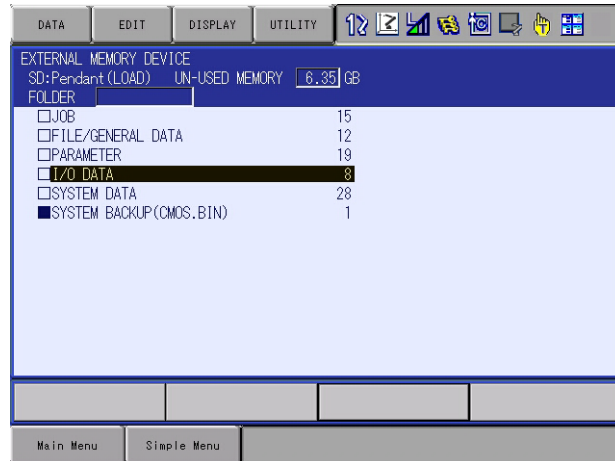 DATA EDIT DISPLAY UTILITY
EXTERNAL MEMORY DEVICE
SD:Pendant(LOAD) UN-USED MEMORY 6.35 GB
FOLDER
JOB 15
FILE/GENERAL DATA 12
PARAMETER 19
I/O DATA 8
SYSTEM DATA 28
SYSTEM BACKUP(CMOS.BIN) 1
Main Menu Simple Menu